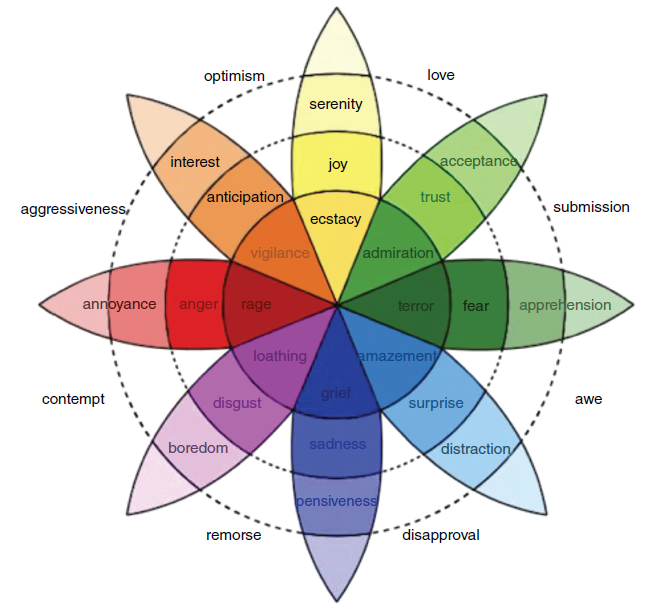 optimism
love
serenity
interest
joy
acceptance
anticipation
trust
aggressiveness
ecstacy
submission
vigilance
admiration
annoyance
anger
rage
terror
fear
apprehension
loathing
amazement
contempt
disgust
grief
surprise
awe
boredom
sadness
distraction
pensiveness
remorse
disapproval